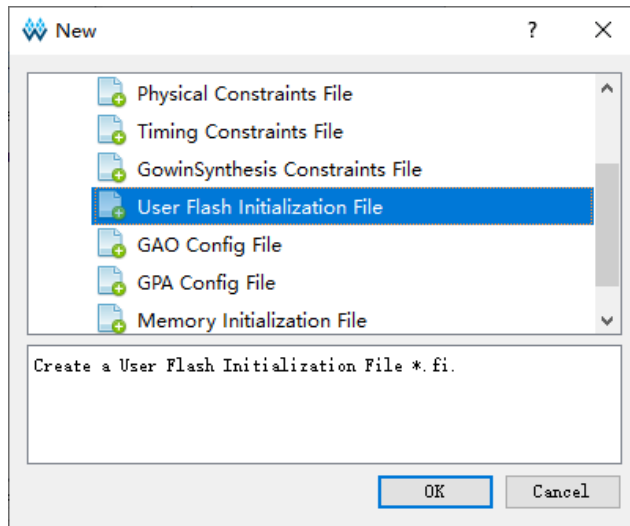 New
?
Physical Constraints File
Timing Constraints File
GowinSynthesis Constraints File
User Flash Initialization File
GAO Config File
GPA Config File
Memory Initialization File
Create a User Flash Initialization File *.fi.
OK
Cancel